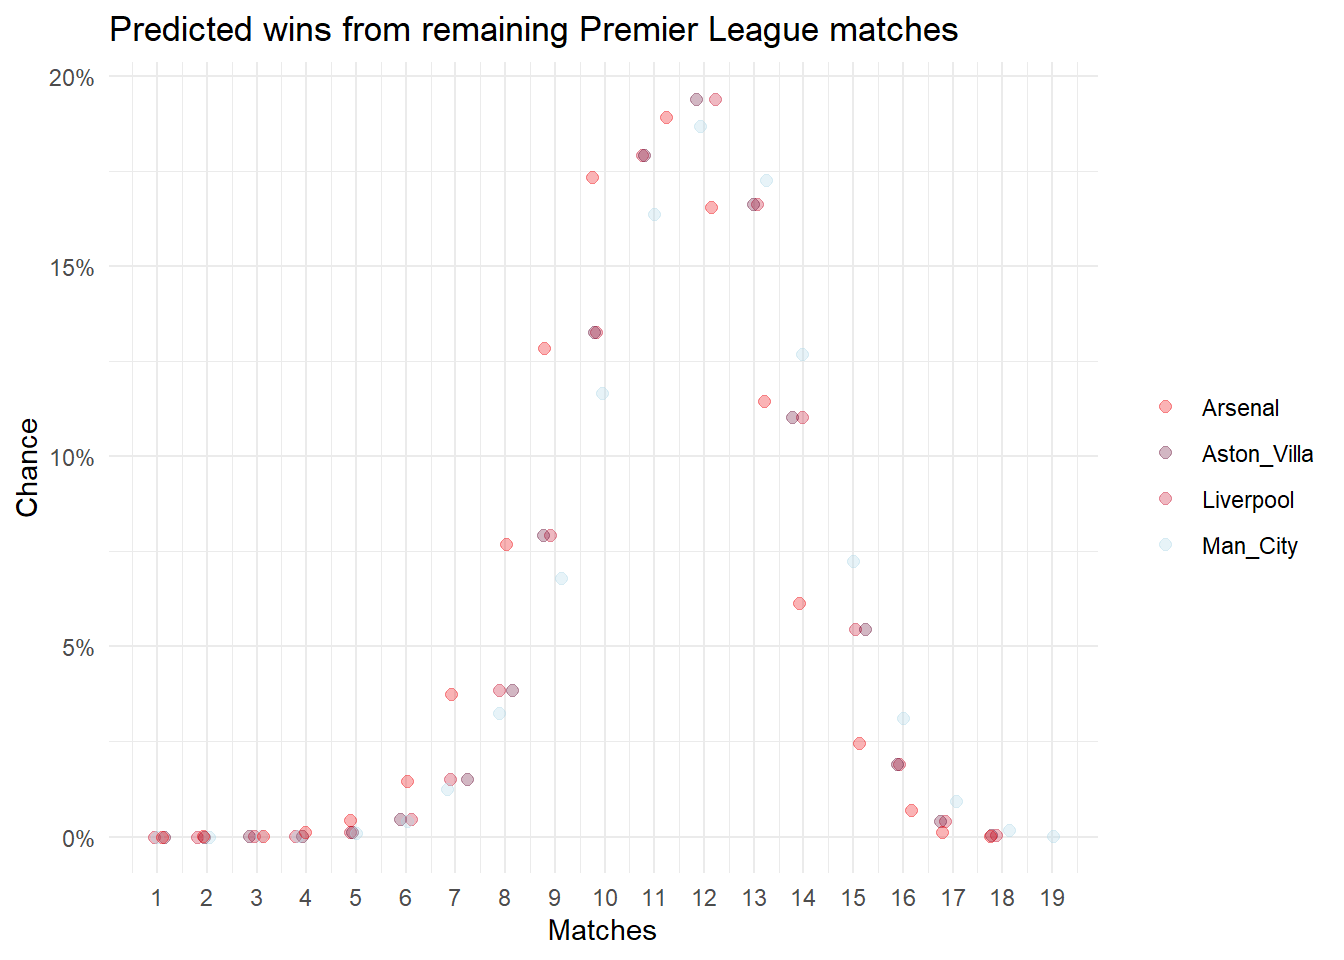 Predicted wins from remaining Premier League matches
20%
15%
10%
5%
0%
Chance
1 2 3 4 5 6 7 8 9 10 11 12 13 14 15 16 17 18 19
Matches
Arsenal
Aston_Villa
Liverpool
Man_City